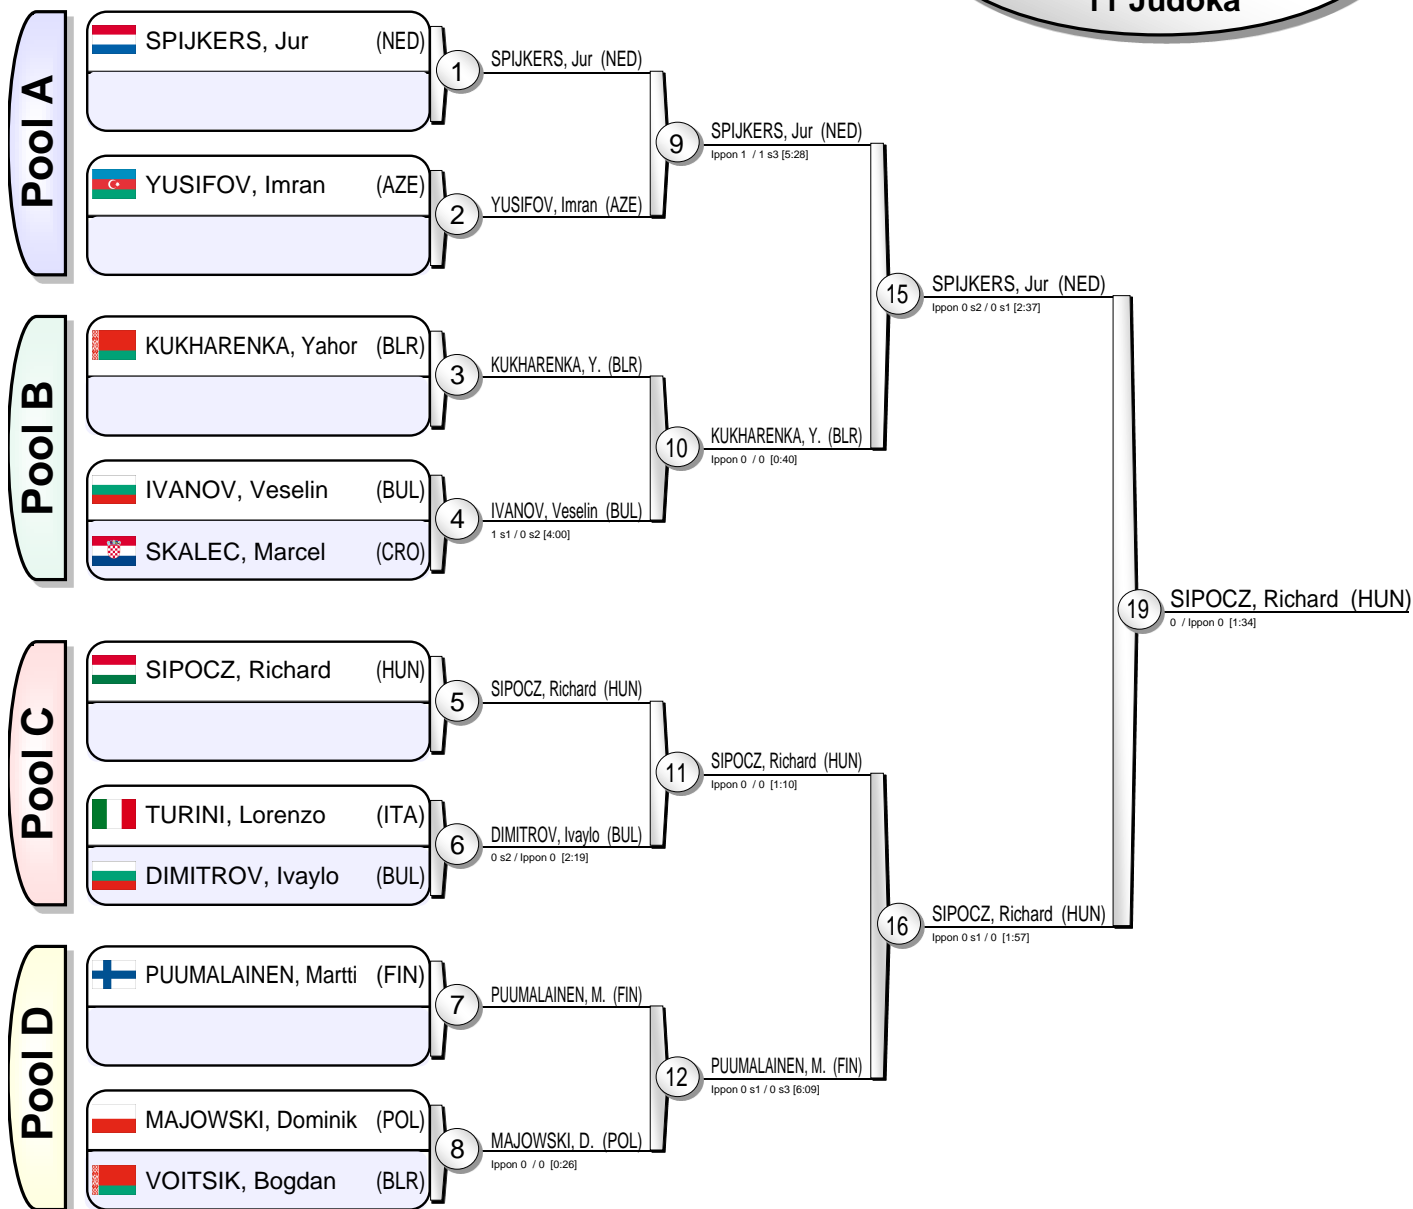 11 Judoka
Pool A
SPIJKERS, Jur (NED)
YUSIFOV, Imran (AZE)
1
SPIJKERS, Jur (NED)
2
YUSIFOV, Imran (AZE)
9
SPIJKERS, Jur (NED)
Ippon 1 / 1 s3 [5:28]
Pool B
KUKHARENKA, Yahor (BLR)
IVANOV, Veselin (BUL)
SKALEC, Marcel (CRO)
3
KUKHARENKA, Y. (BLR)
4
IVANOV, Veselin (BUL)
1 s1 / 0 s2 [4:00]
10
KUKHARENKA, Y. (BLR)
Ippon 0 / 0 [0:40]
15
SPIJKERS, Jur (NED)
Ippon 0 s2 / 0 s1 [2:37]
Pool C
SIPOCZ, Richard (HUN)
TURINI, Lorenzo (ITA)
DIMITROV, Ivaylo (BUL)
5
SIPOCZ, Richard (HUN)
6
DIMITROV, Ivaylo (BUL)
0 s2 / Ippon 0 [2:19]
11
SIPOCZ, Richard (HUN)
Ippon 0 / 0 [1:10]
Pool D
PUUMALAINEN, Martti (FIN)
MAJOWSKI, Dominik (POL)
VOITSIK, Bogdan (BLR)
7
PUUMALAINEN, M. (FIN)
8
MAJOWSKI, D. (POL)
Ippon 0 / 0 [0:26]
12
PUUMALAINEN, M. (FIN)
Ippon 0 s1 / 0 s3 [6:09]
16
SIPOCZ, Richard (HUN)
Ippon 0 s1 / 0 [1:57]
19
SIPOCZ, Richard (HUN)
0 / Ippon 0 [1:34]